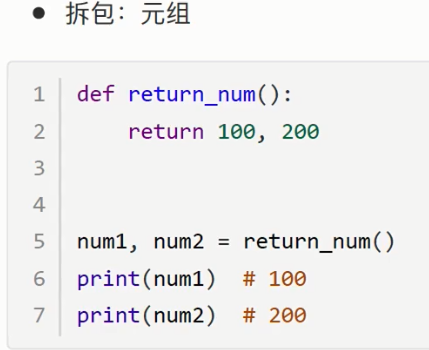 ● 拆包：元组
1 def return_num():
2     return 100, 200
3
4
5 num1, num2 = return_num()
6 print(num1)  # 100
7 print(num2)  # 200